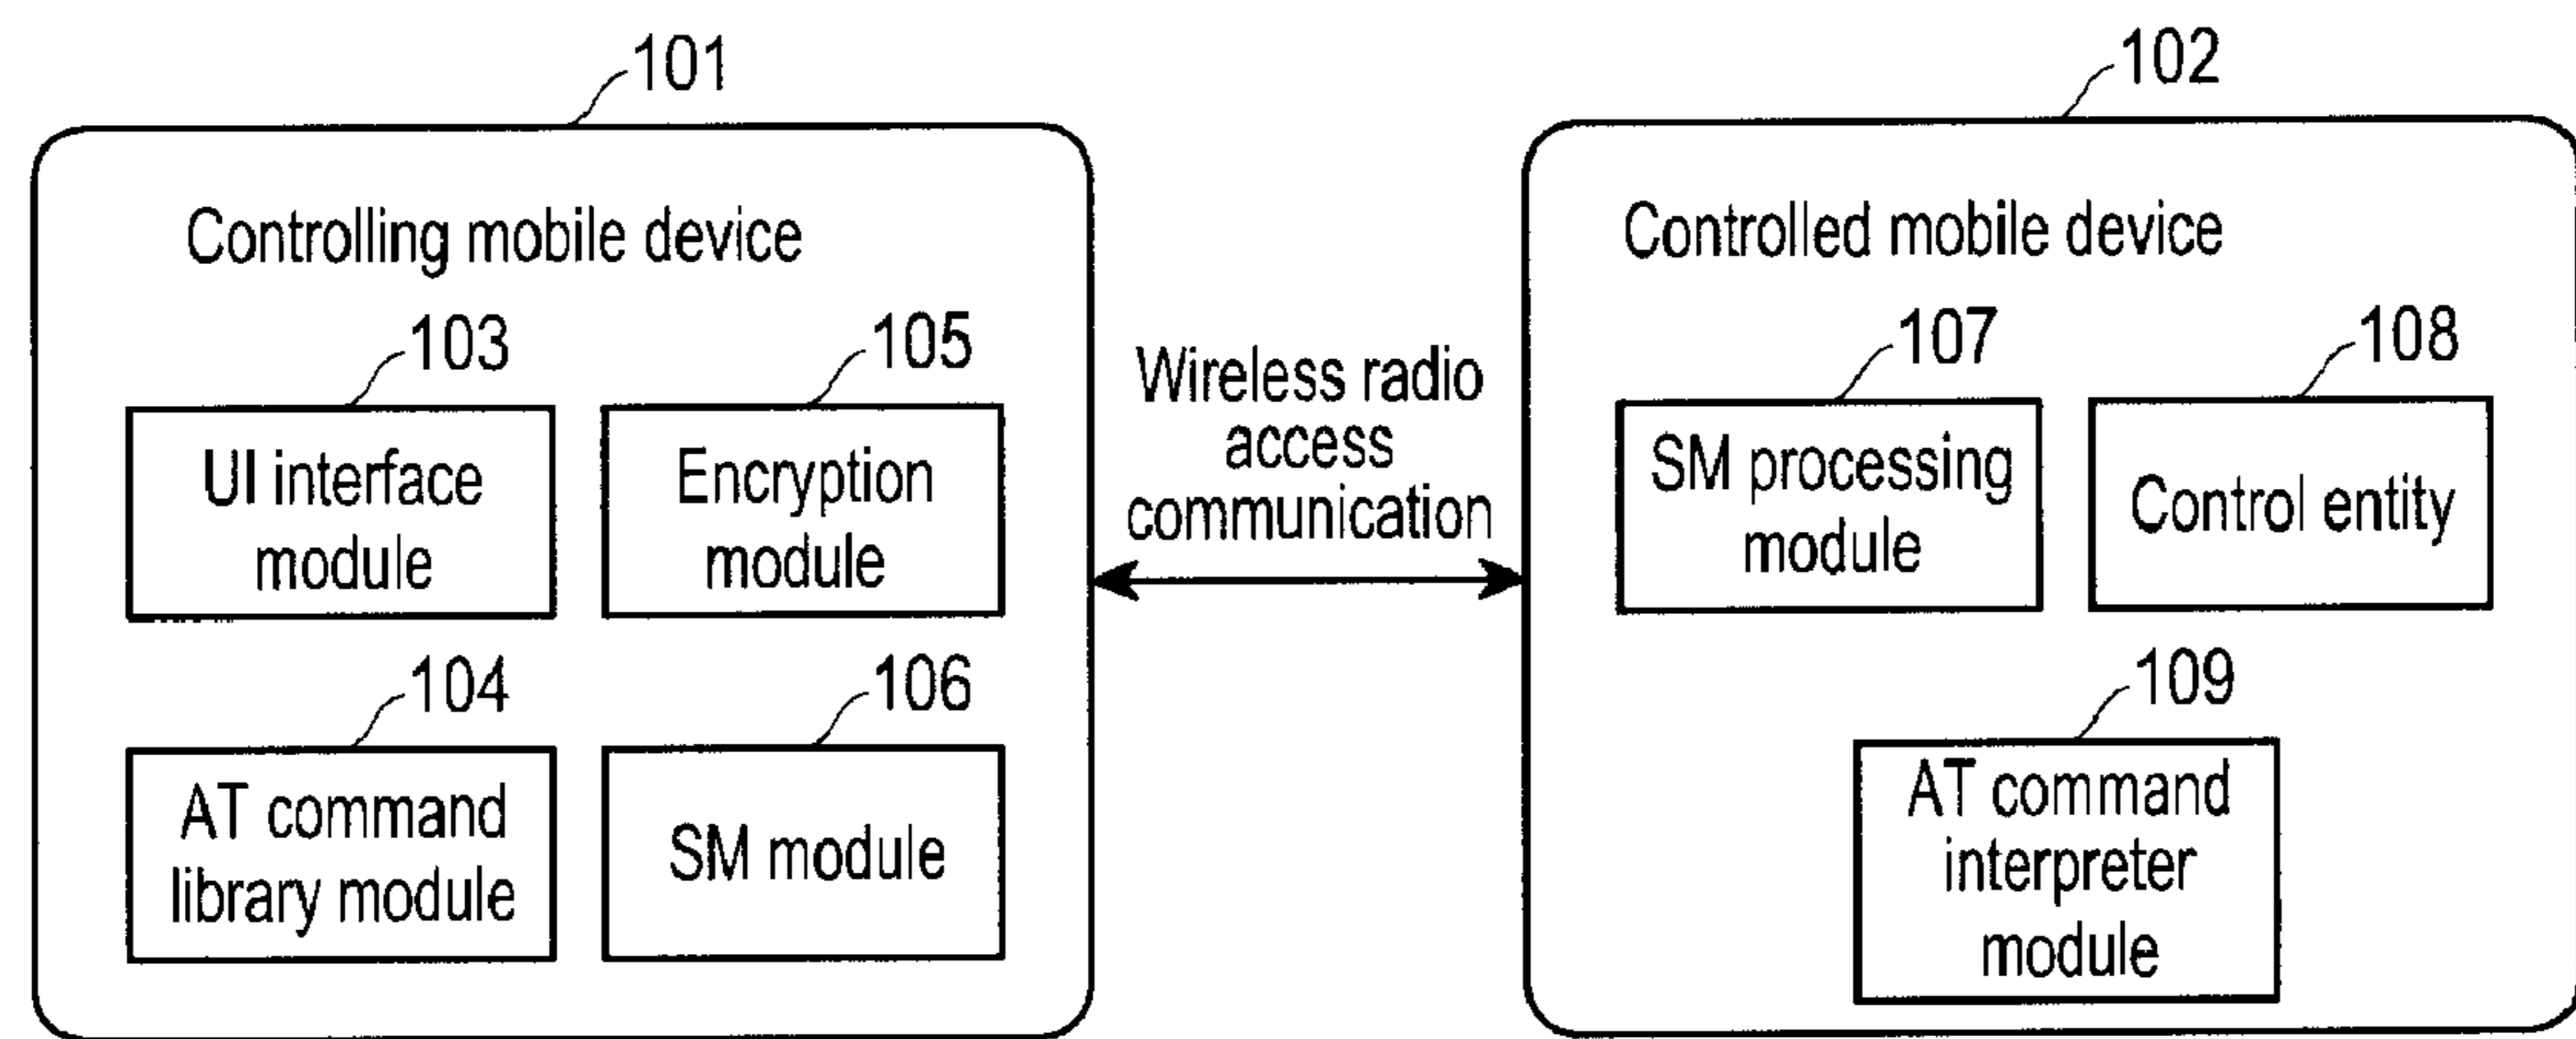 101
Controlling mobile device
103
UI interface
module
105
Encryption
module
104
AT command
library module
106
SM module
Wireless radio
access
communication
102
Controlled mobile device
107
SM processing
module
108
Control entity
109
AT command
interpreter
module